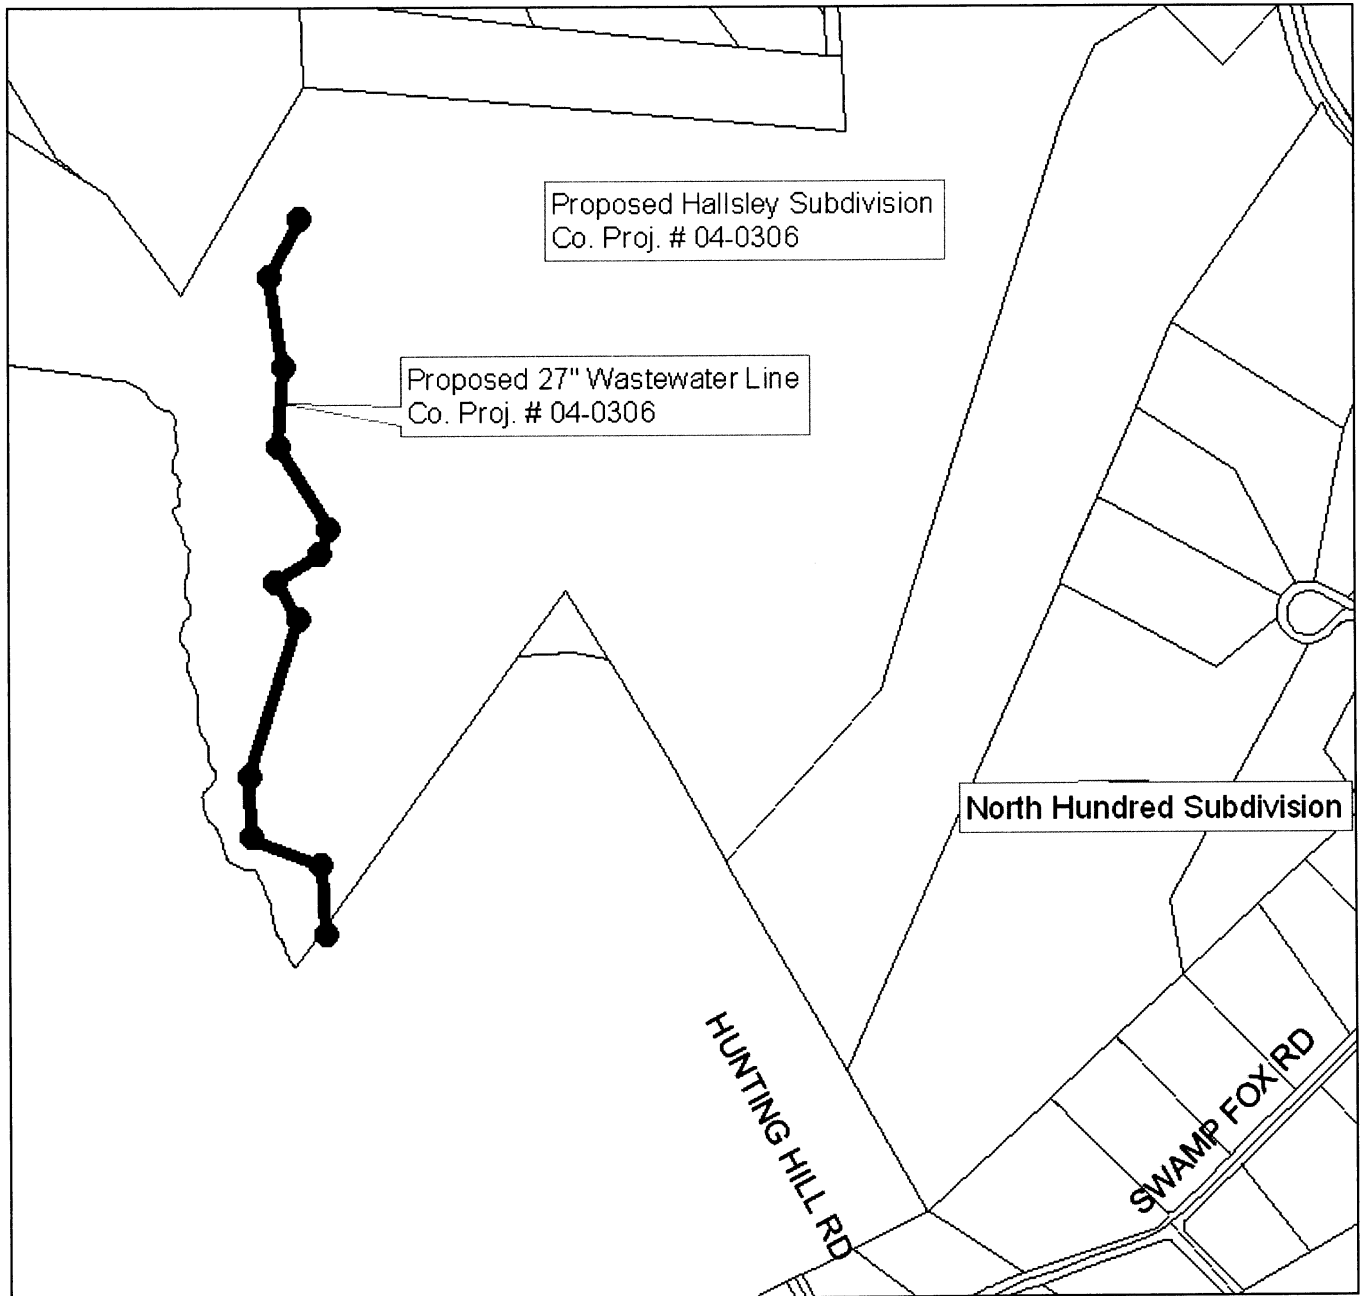 Proposed Hallsley Subdivision
Co. Proj. # 04-0306
Proposed 27" Wastewater Line
Co. Proj. # 04-0306
North Hundred Subdivision
HUNTING HILL RD
SWAMP FOX RD